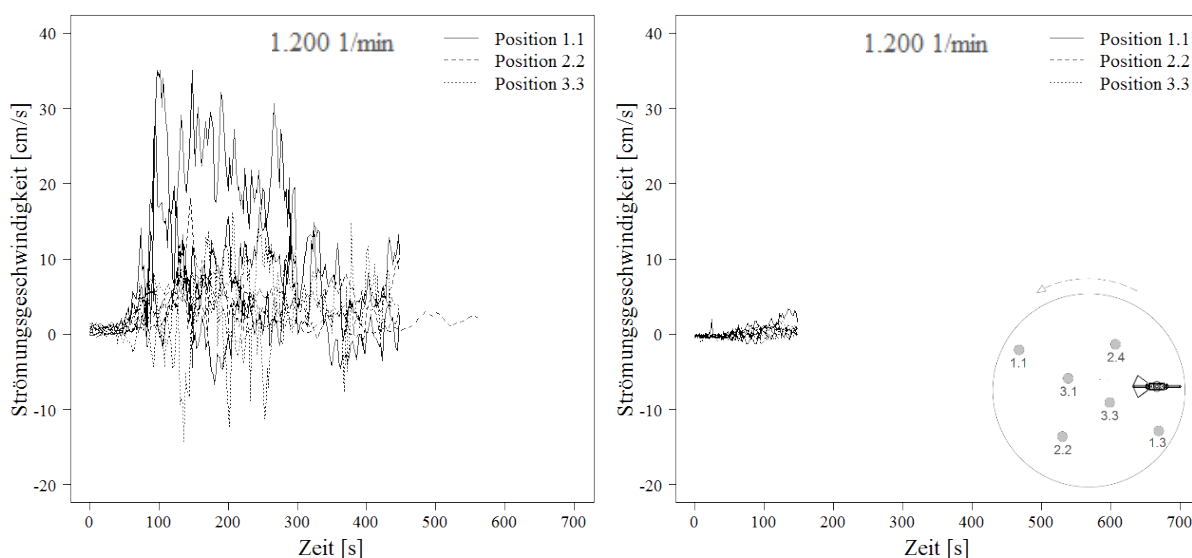 1.200 1/min
Position 1.1
Position 2.2
Position 3.3
Strömungsgeschwindigkeit [cm/s]
40
30
20
10
0
-10
-20
0 100 200 300 400 500 600 700
Zeit [s]
1.200 1/min
Position 1.1
Position 2.2
Position 3.3
Strömungsgeschwindigkeit [cm/s]
40
30
20
10
0
-10
-20
1.1
2.4
3.1
3.3
2.2
1.3
0 100 200 300 400 500 600 700
Zeit [s]